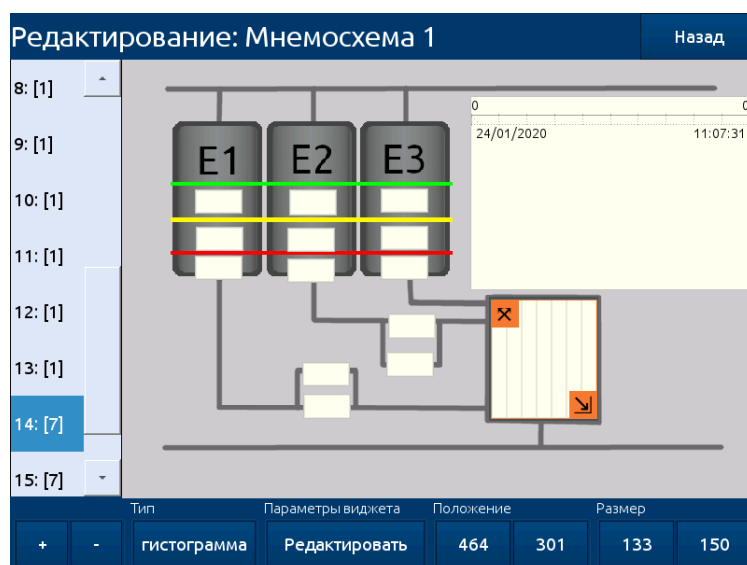 Редактирование: Мнемосхема 1
Назад
8: [1]
9: [1]
10: [1]
11: [1]
12: [1]
13: [1]
14: [7]
15: [7]
E1 E2 E3
0 0
24/01/2020 11:07:31
Тип Параметры виджета Положение Размер
+ - гистограмма Редактировать 464 301 133 150